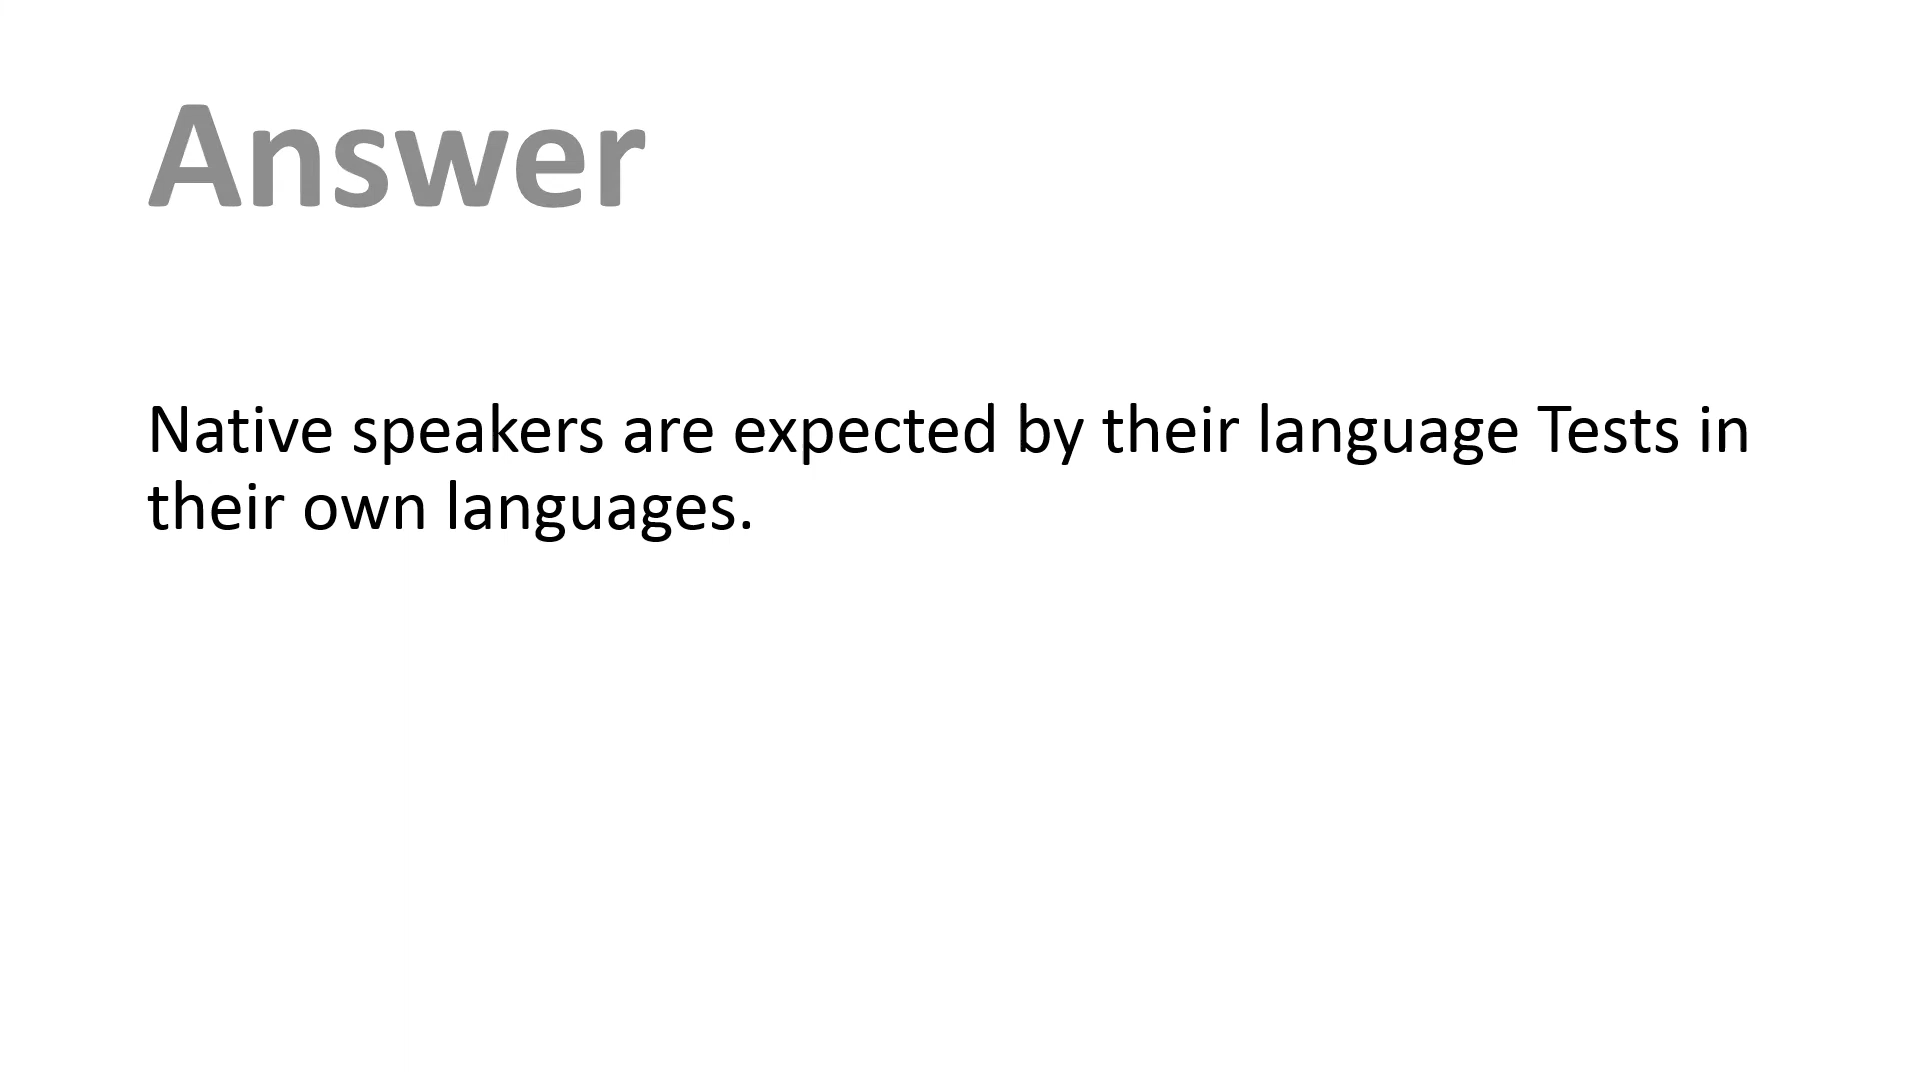 Answer
Native speakers are expected by their language Tests in
their own languages.